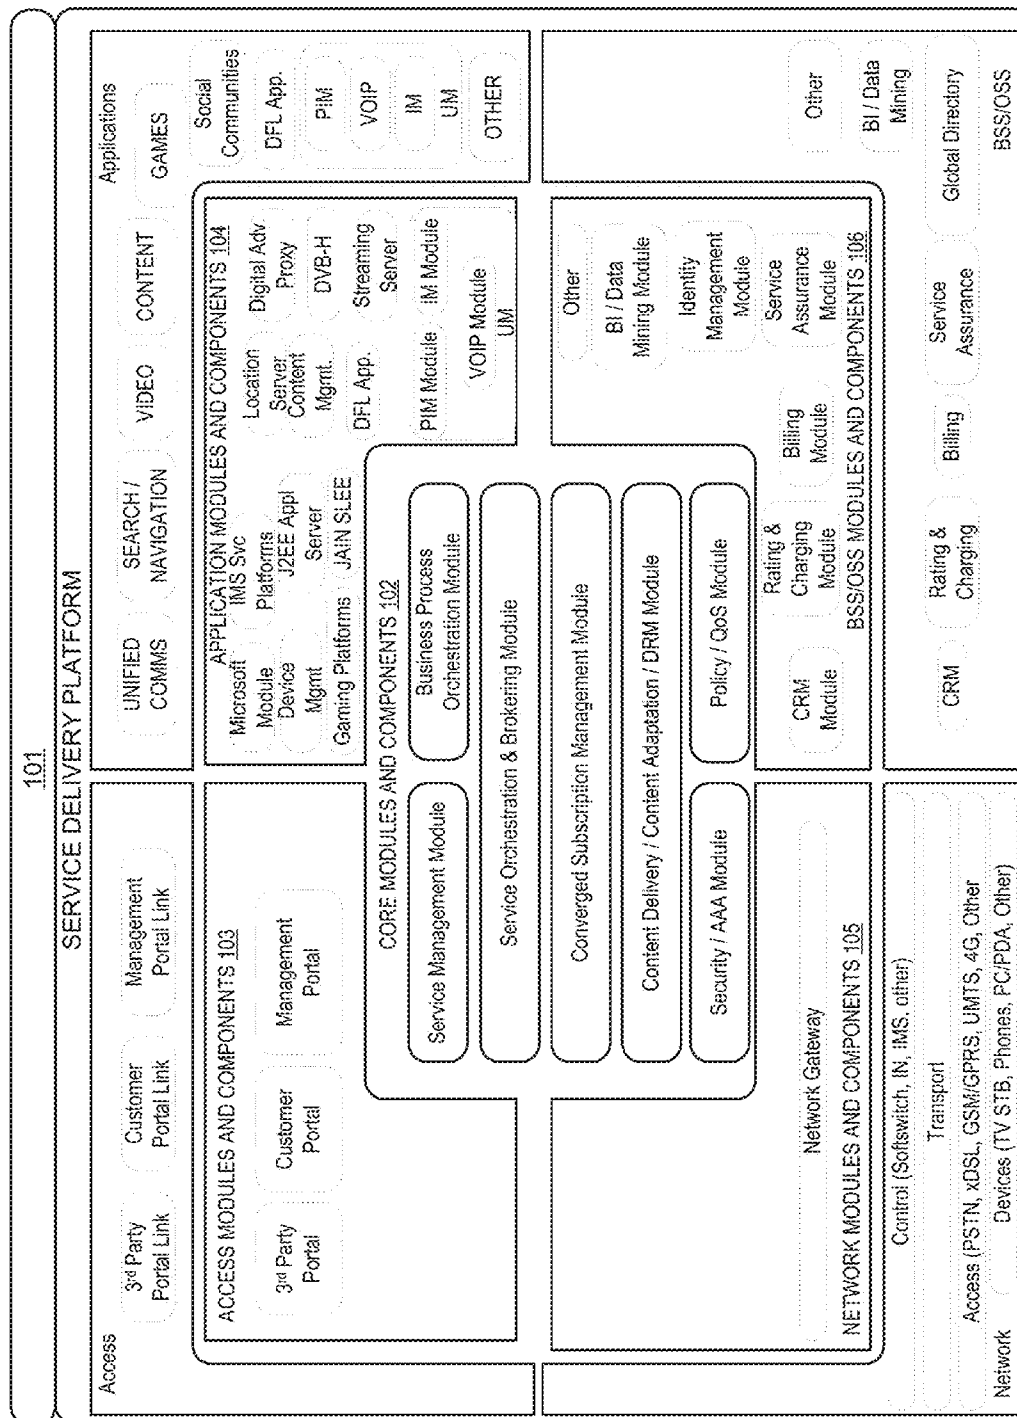 101
SERVICE DELIVERY PLATFORM
Access
3rd Party
Portal Link
Customer
Portal Link
Management
Portal Link
Applications
UNIFIED
COMMS
SEARCH /
NAVIGATION
VIDEO
CONTENT
GAMES
Social
Communities
DFL App.
PIM
VOIP
IM
UM
OTHER
ACCESS MODULES AND COMPONENTS 103
3rd Party
Portal
Customer
Portal
Management
Portal
APPLICATION MODULES AND COMPONENTS 104
Microsoft
Module
IMS Svc
Platforms
Location
Server
Digital Adv
Proxy
Device
Mgmt
J2EE Appl
Server
Content
Mgmt.
DVB-H
Gaming Platforms
JAIN SLEE
DFL App.
Streaming
Server
PIM Module
IM Module
VOIP Module
UM
CORE MODULES AND COMPONENTS 102
Service Management Module
Business Process
Orchestration Module
Service Orchestration & Brokering Module
Converged Subscription Management Module
Content Delivery / Content Adaptation / DRM Module
Security / AAA Module
Policy / QoS Module
Network Gateway
NETWORK MODULES AND COMPONENTS 105
Other
BI / Data
Mining Module
Identity
Management
Module
CRM
Module
Rating &
Charging
Module
Billing
Module
Service
Assurance
Module
BSS/OSS MODULES AND COMPONENTS 106
Control (Softswitch, IN, IMS, other)
Transport
Access (PSTN, xDSL, GSM/GPRS, UMTS, 4G, Other
Devices (TV STB, Phones, PC/PDA, Other)
Network
Other
BI / Data
Mining
CRM
Rating &
Charging
Billing
Service
Assurance
Global Directory
BSS/OSS